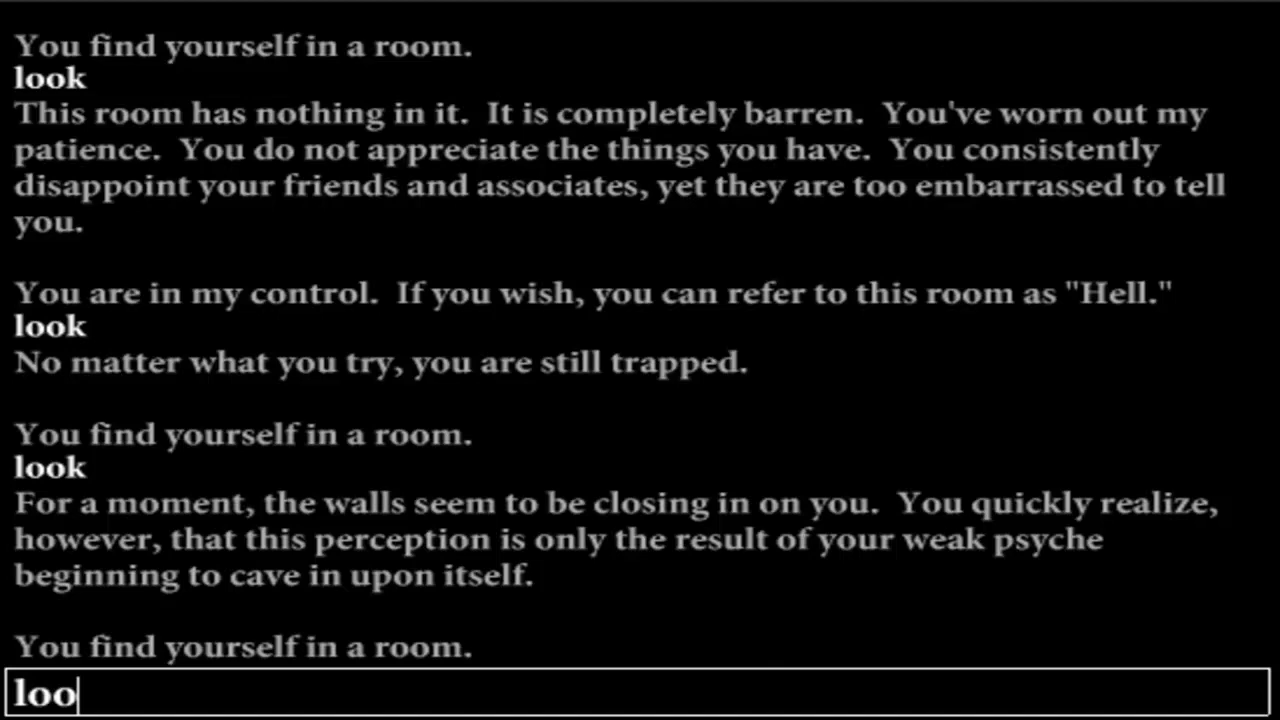 You find yourself in a room.
look
This room has nothing in it.  It is completely barren.  You've worn out my
patience.  You do not appreciate the things you have.  You consistently
disappoint your friends and associates, yet they are too embarrassed to tell
you.
You are in my control.  If you wish, you can refer to this room as "Hell."
look
No matter what you try, you are still trapped.
You find yourself in a room.
look
For a moment, the walls seem to be closing in on you.  You quickly realize,
however, that this perception is only the result of your weak psyche
beginning to cave in upon itself.
You find yourself in a room.
loo